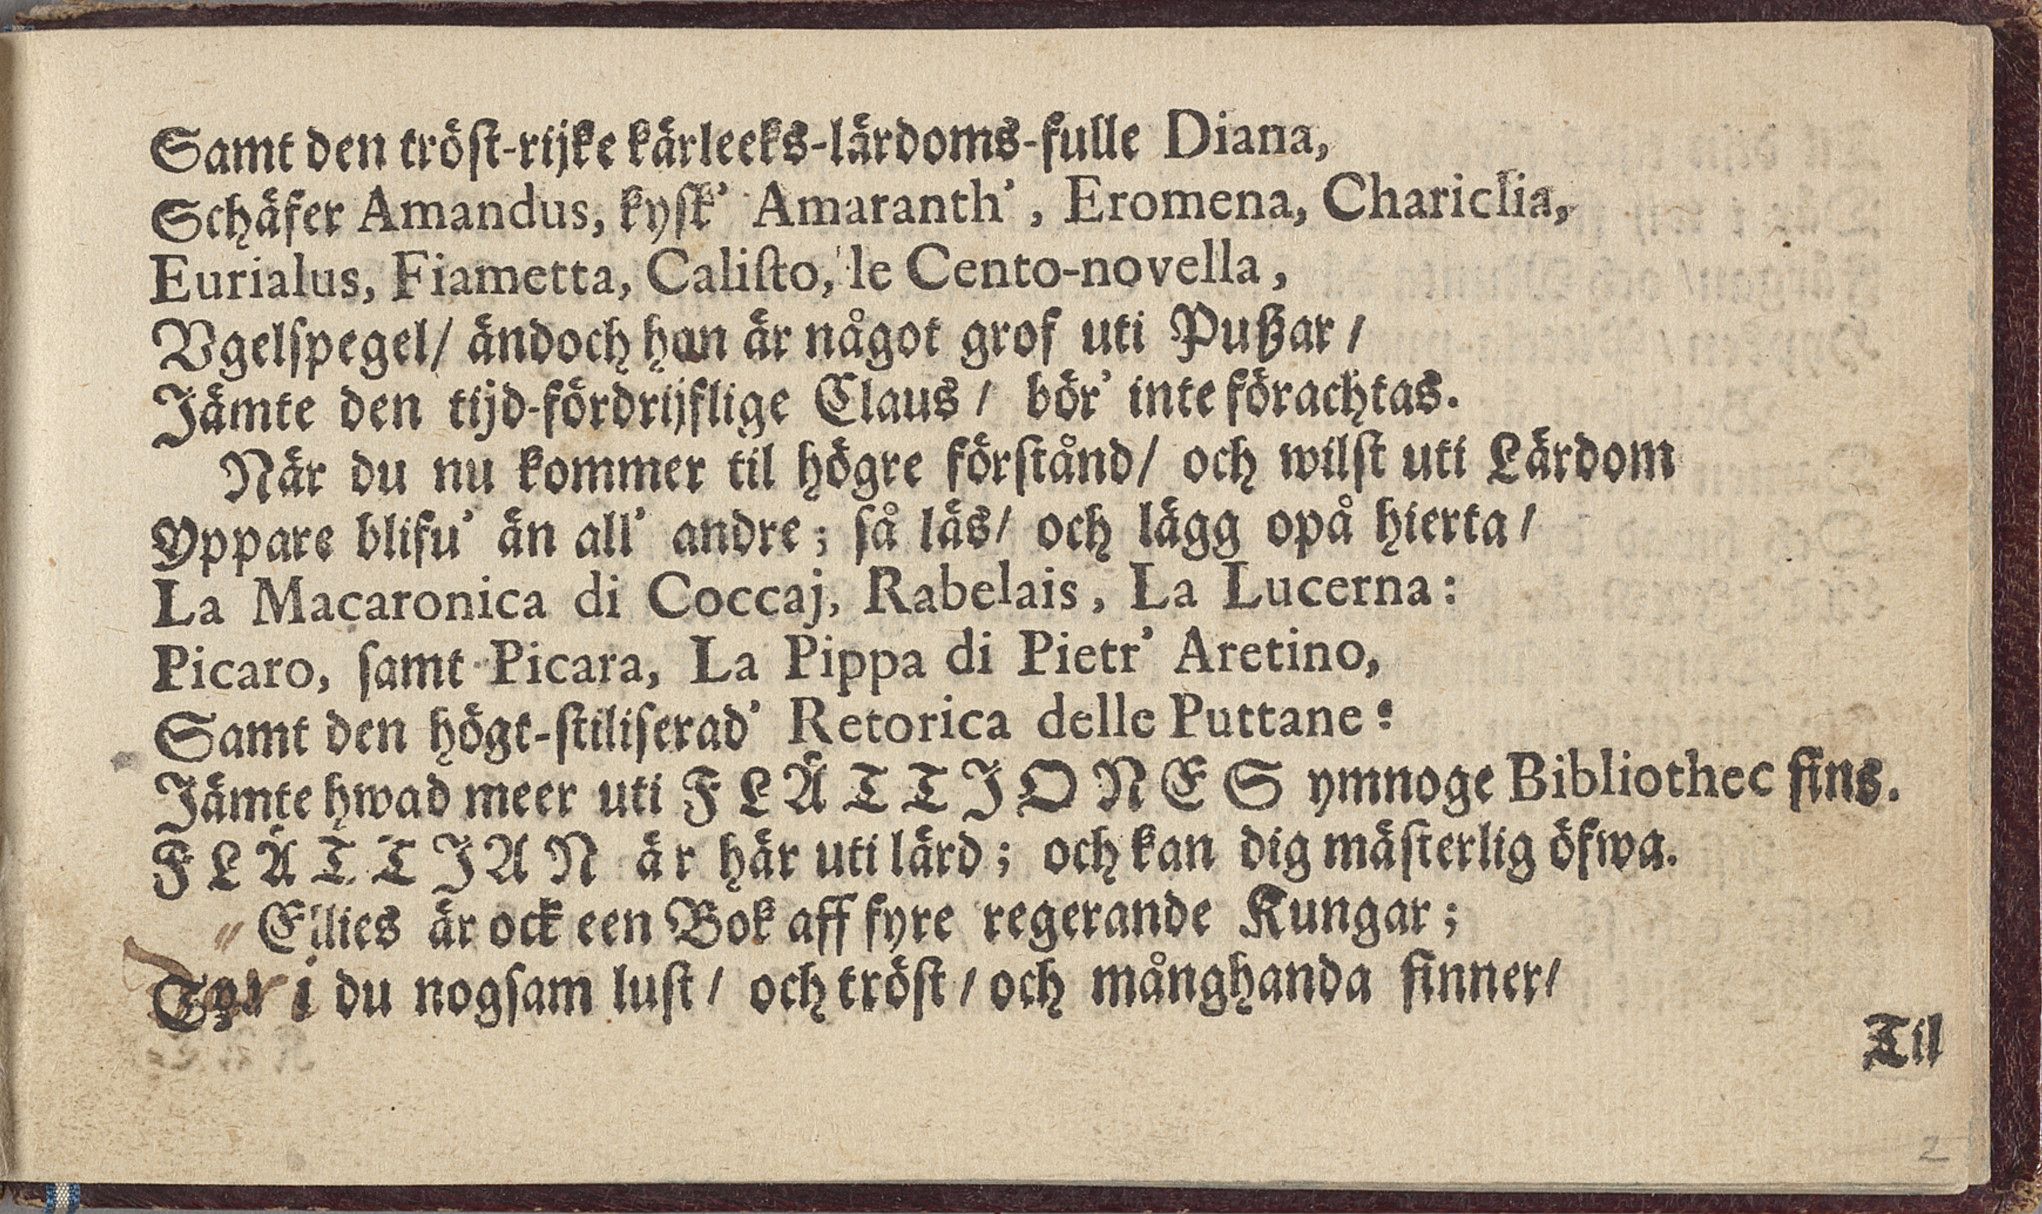 Samt den tröſt-rijke kärleeks-lärdoms-fulle Diana,
Schäfer Amandus, kyſk' Amaranth', Eromena, Chariclia,
Eurialus, Fiametta, Caliſto, le Cento-novella,
Vgelſpegel/ ändoch han är något grof uti Pußar/
Jämte den tijd-fördrijflige Claus/ bör' inte förachtas.
När du nu kommer til högre förſtånd/ och wilſt uti Lärdom
Yppare blifu' än all' andre; ſå läs/ och lägg opå hierta/
La Macaronica di Coccaj, Rabelais, La Lucerna:
Picaro, ſamt Picara, La Pippa di Pietr' Aretino,
Samt den högt-ſtiliſerad' Retorica delle Puttane:
Jämte hwad meer uti FLÄTTJONES ymnoge Bibliothec fins.
FLÄTTJAN är här uti lärd; och kan dig mäſterlig öfwa.
" Ellies är ock een Bok aff fyre regerande Kungar;
i du nogſam luſt/ och tröſt/ och månghanda finner/
Til
2